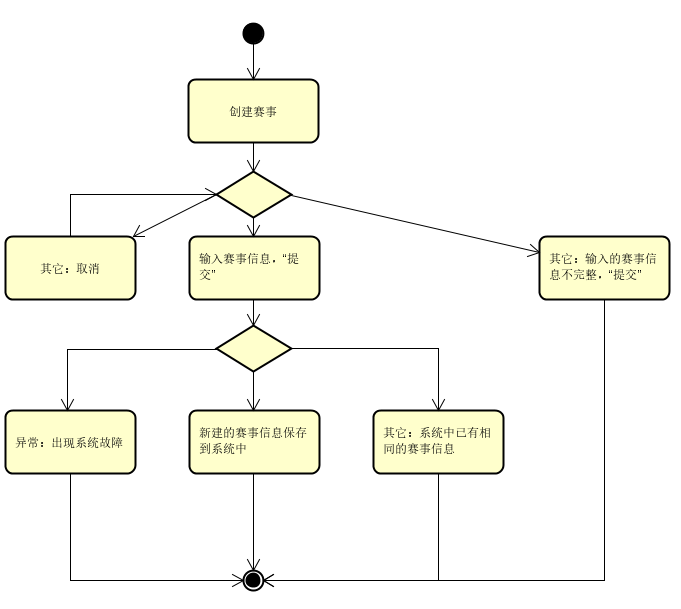 创建赛事
其它：取消
输入赛事信息，“提
交”
其它：输入的赛事信
息不完整，“提交”
异常：出现系统故障
新建的赛事信息保存
到系统中
其它：系统中已有相
同的赛事信息